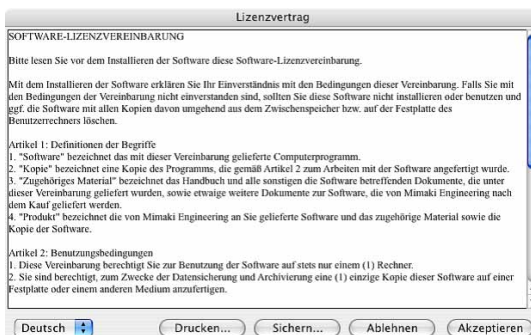 Lizenzvertrag
SOFTWARE-LIZENZVEREINBARUNG
Bitte lesen Sie vor dem Installieren der Software diese Software-Lizenzvereinbarung.
Mit dem Installieren der Software erklären Sie Ihr Einverständnis mit den Bedingungen dieser Vereinbarung. Falls Sie mit
den Bedingungen der Vereinbarung nicht einverstanden sind, sollten Sie diese Software nicht installieren oder benutzen und
ggf. die Software mit allen Kopien davon umgehend aus dem Zwischenspeicher bzw. auf der Festplatte des
Benutzerrechners löschen.
Artikel 1: Definitionen der Begriffe
1. "Software" bezeichnet das mit dieser Vereinbarung gelieferte Computerprogramm.
2. "Kopie" bezeichnet eine Kopie des Programms, die gemäß Artikel 2 zum Arbeiten mit der Software angefertigt wurde.
3. "Zugehöriges Material" bezeichnet das Handbuch und alle sonstigen die Software betreffenden Dokumente, die unter
dieser Vereinbarung geliefert wurden, sowie etwaige weitere Dokumente zur Software, die von Mimaki Engineering nach
dem Kauf geliefert werden.
4. "Produkt" bezeichnet die von Mimaki Engineering an Sie gelieferte Software und das zugehörige Material sowie die
Kopie der Software.
Artikel 2: Benutzungsbedingungen
1. Diese Vereinbarung berechtigt Sie zur Benutzung der Software auf stets nur einem (1) Rechner.
2. Sie sind berechtigt, zum Zwecke der Datensicherung und Archivierung eine (1) einzige Kopie dieser Software auf einer
Festplatte oder einem anderen Medium anzufertigen.
Deutsch Drucken... Sichern... Ablehnen Akzeptieren